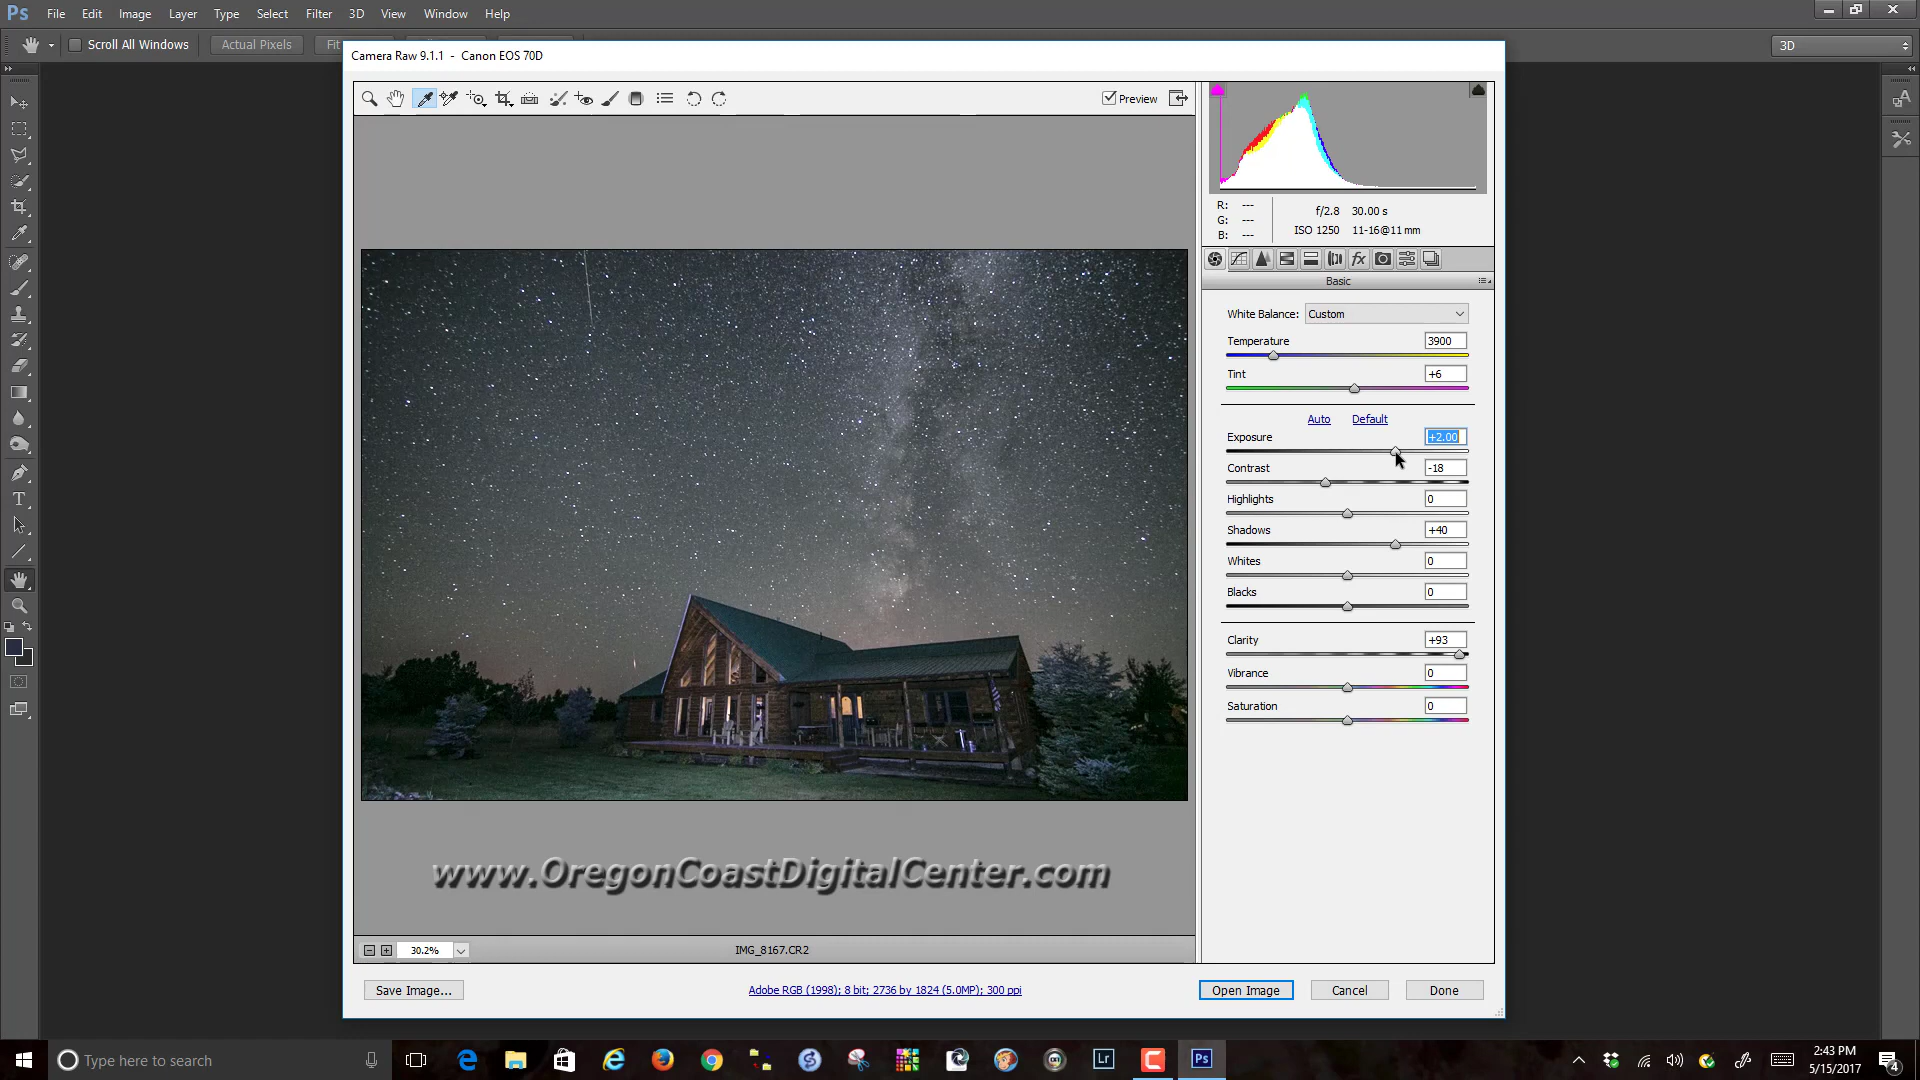 Ps File Edit Image Layer Type Select Filter 3D View Window Help
Scroll All Windows Actual Pixels Fit 3D
Camera Raw 9.1.1 - Canon EOS 70D
Preview
R: ---
G: ---
B: ---
f/2.8 30.00 s
ISO 1250 11-16@11 mm
fx
Basic
White Balance: Custom
Temperature 3900
Tint +6
Auto Default
Exposure +2.00
Contrast -18
Highlights 0
Shadows +40
Whites 0
Blacks 0
Clarity +93
Vibrance 0
Saturation 0
www.OregonCoastDigitalCenter.com
30.2% IMG_8167.CR2
Save Image... Adobe RGB (1998); 8 bit; 2736 by 1824 (5.0MP); 300 ppi Open Image Cancel Done
Type here to search Lr Ps 2:43 PM
5/15/2017 4